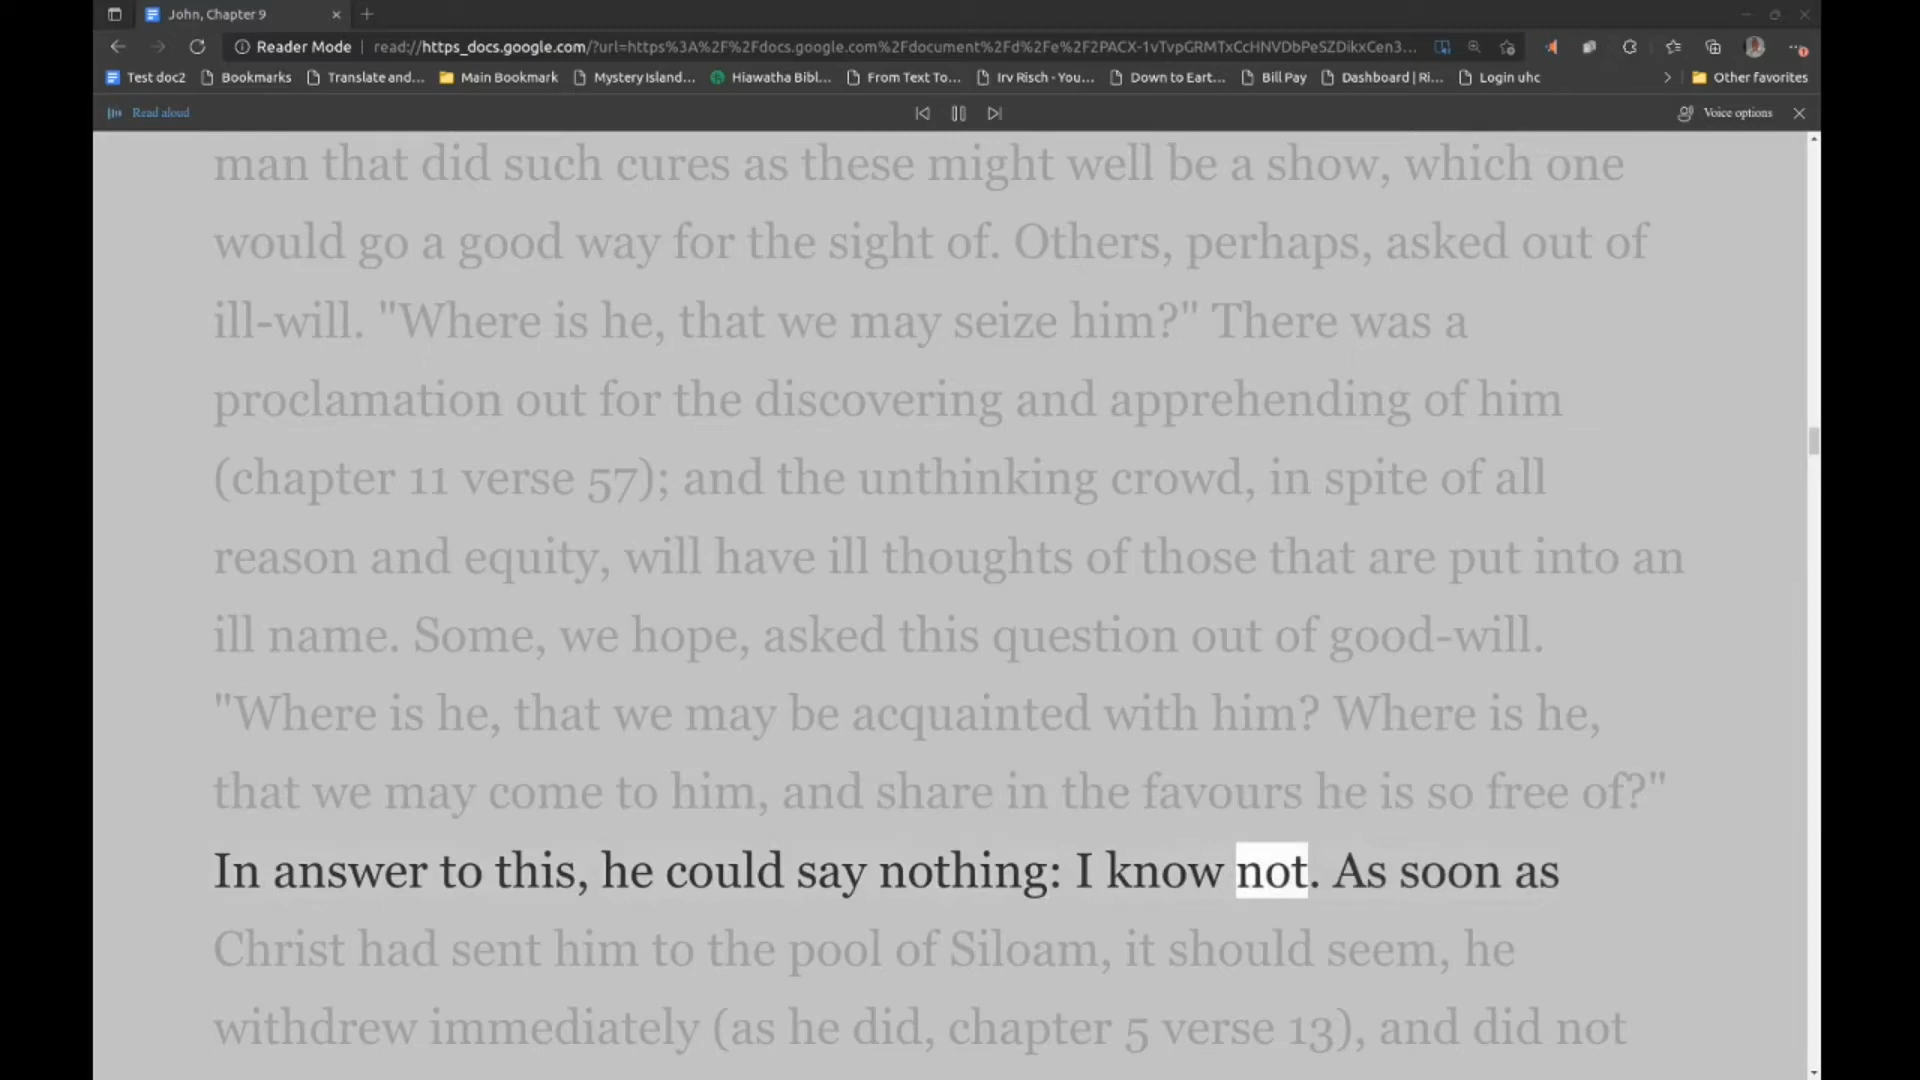 John, Chapter 9
Reader Mode | read://https_docs.google.com/?url=https%3A%2F%2Fdocs.google.com%2Fdocument%2Fd%2Fe%2F2PACX-1vTvpGRMTxCcHNVDbPeSZDikxCen3...
Test doc2 Bookmarks Translate and... Main Bookmark Mystery Island... Hiawatha Bibl... From Text To... Irv Risch - You... Down to Eart... Bill Pay Dashboard | Ri... Login uhc Other favorites
Read aloud Voice options
man that did such cures as these might well be a show, which one
would go a good way for the sight of. Others, perhaps, asked out of
ill-will. "Where is he, that we may seize him?" There was a
proclamation out for the discovering and apprehending of him
(chapter 11 verse 57); and the unthinking crowd, in spite of all
reason and equity, will have ill thoughts of those that are put into an
ill name. Some, we hope, asked this question out of good-will.
"Where is he, that we may be acquainted with him? Where is he,
that we may come to him, and share in the favours he is so free of?"
In answer to this, he could say nothing: I know not. As soon as
Christ had sent him to the pool of Siloam, it should seem, he
withdrew immediately (as he did, chapter 5 verse 13), and did not